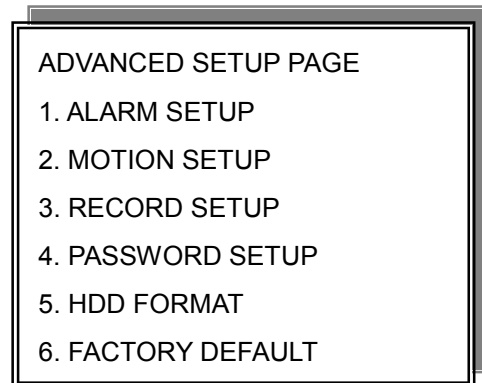 ADVANCED SETUP PAGE
1. ALARM SETUP
2. MOTION SETUP
3. RECORD SETUP
4. PASSWORD SETUP
5. HDD FORMAT
6. FACTORY DEFAULT